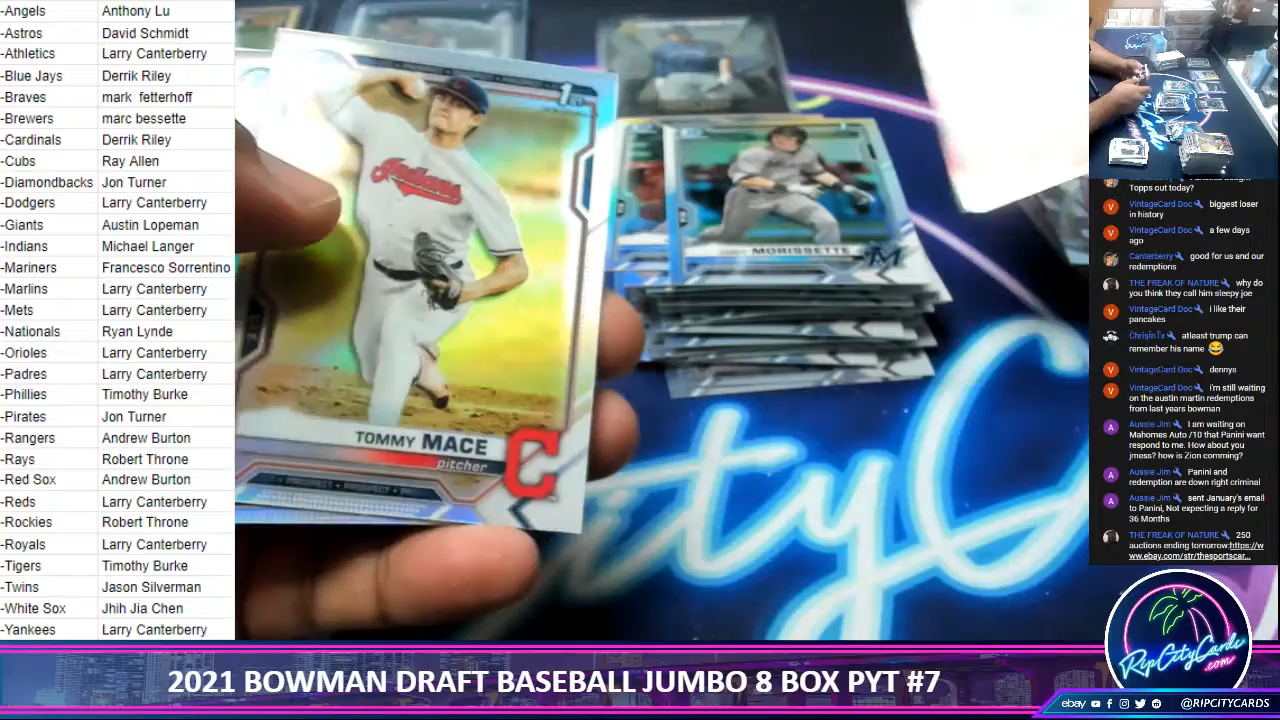 -Angels Anthony Lu
-Astros David Schmidt
-Athletics Larry Canterberry
-Blue Jays Derrik Riley
-Braves mark fetterhoff
-Brewers marc bessette
-Cardinals Derrik Riley
-Cubs Ray Allen
-Diamondbacks Jon Turner
-Dodgers Larry Canterberry
-Giants Austin Lopeman
-Indians Michael Langer
-Mariners Francesco Sorrentino
-Marlins Larry Canterberry
-Mets Larry Canterberry
-Nationals Ryan Lynde
-Orioles Larry Canterberry
-Padres Larry Canterberry
-Phillies Timothy Burke
-Pirates Jon Turner
-Rangers Andrew Burton
-Rays Robert Throne
-Red Sox Andrew Burton
-Reds Larry Canterberry
-Rockies Robert Throne
-Royals Larry Canterberry
-Tigers Timothy Burke
-Twins Jason Silverman
-White Sox Jhih Jia Chen
-Yankees Larry Canterberry
1st
Indians
TOMMY MACE
pitcher
PROSPECT • PROSPECT
MORISSETTE
M
Topps out today?
VintageCard Doc biggest loser
in history
VintageCard Doc a few days
ago
Canterberry good for us and our
redemptions
THE FREAK OF NATURE why do
you think they call him sleepy joe
VintageCard Doc I like their
pancakes
atleast trump can
remember his name 😂
VintageCard Doc dennys
VintageCard Doc i'm still waiting
on the austin martin redemptions
from last years bowman
Aussie Jim I am waiting on
Mahomes Auto /10 that Panini want
respond to me. How about you
jmess? how is Zion comming?
Aussie Jim Panini and
redemption are down right criminal
Aussie Jim sent January's email
to Panini, Not expecting a reply for
36 Months
THE FREAK OF NATURE 250
auctions ending tomorrow:https://w
ww.ebay.com/str/thesportscar...
RipCityCards
.com
2021 BOWMAN DRAFT BASEBALL JUMBO 8 BOX PYT #7
ebay @RIPCITYCARDS